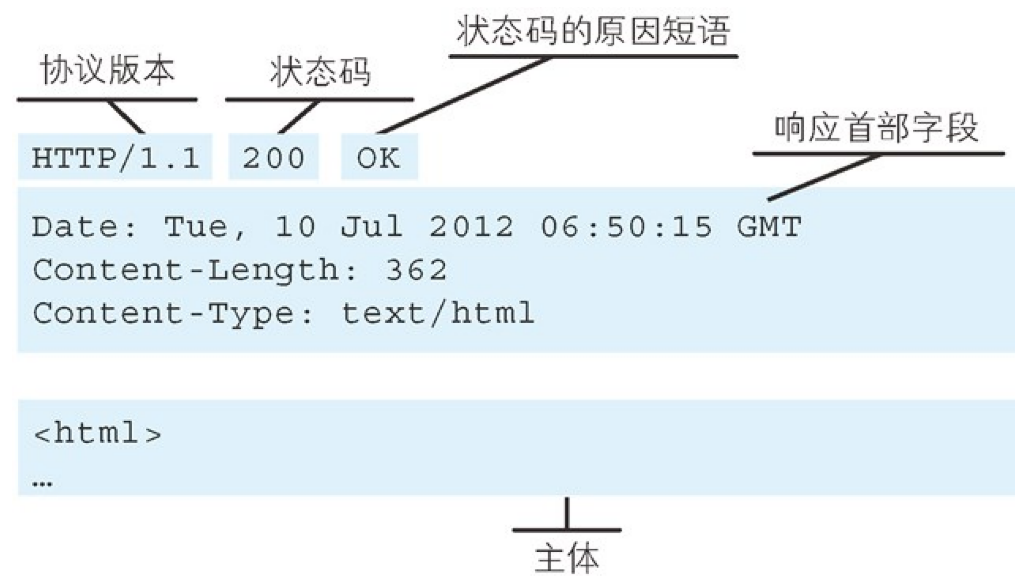 状态码的原因短语
协议版本 状态码
响应首部字段
HTTP/1.1 200 OK
Date: Tue, 10 Jul 2012 06:50:15 GMT
Content-Length: 362
Content-Type: text/html
<html>
…
主体